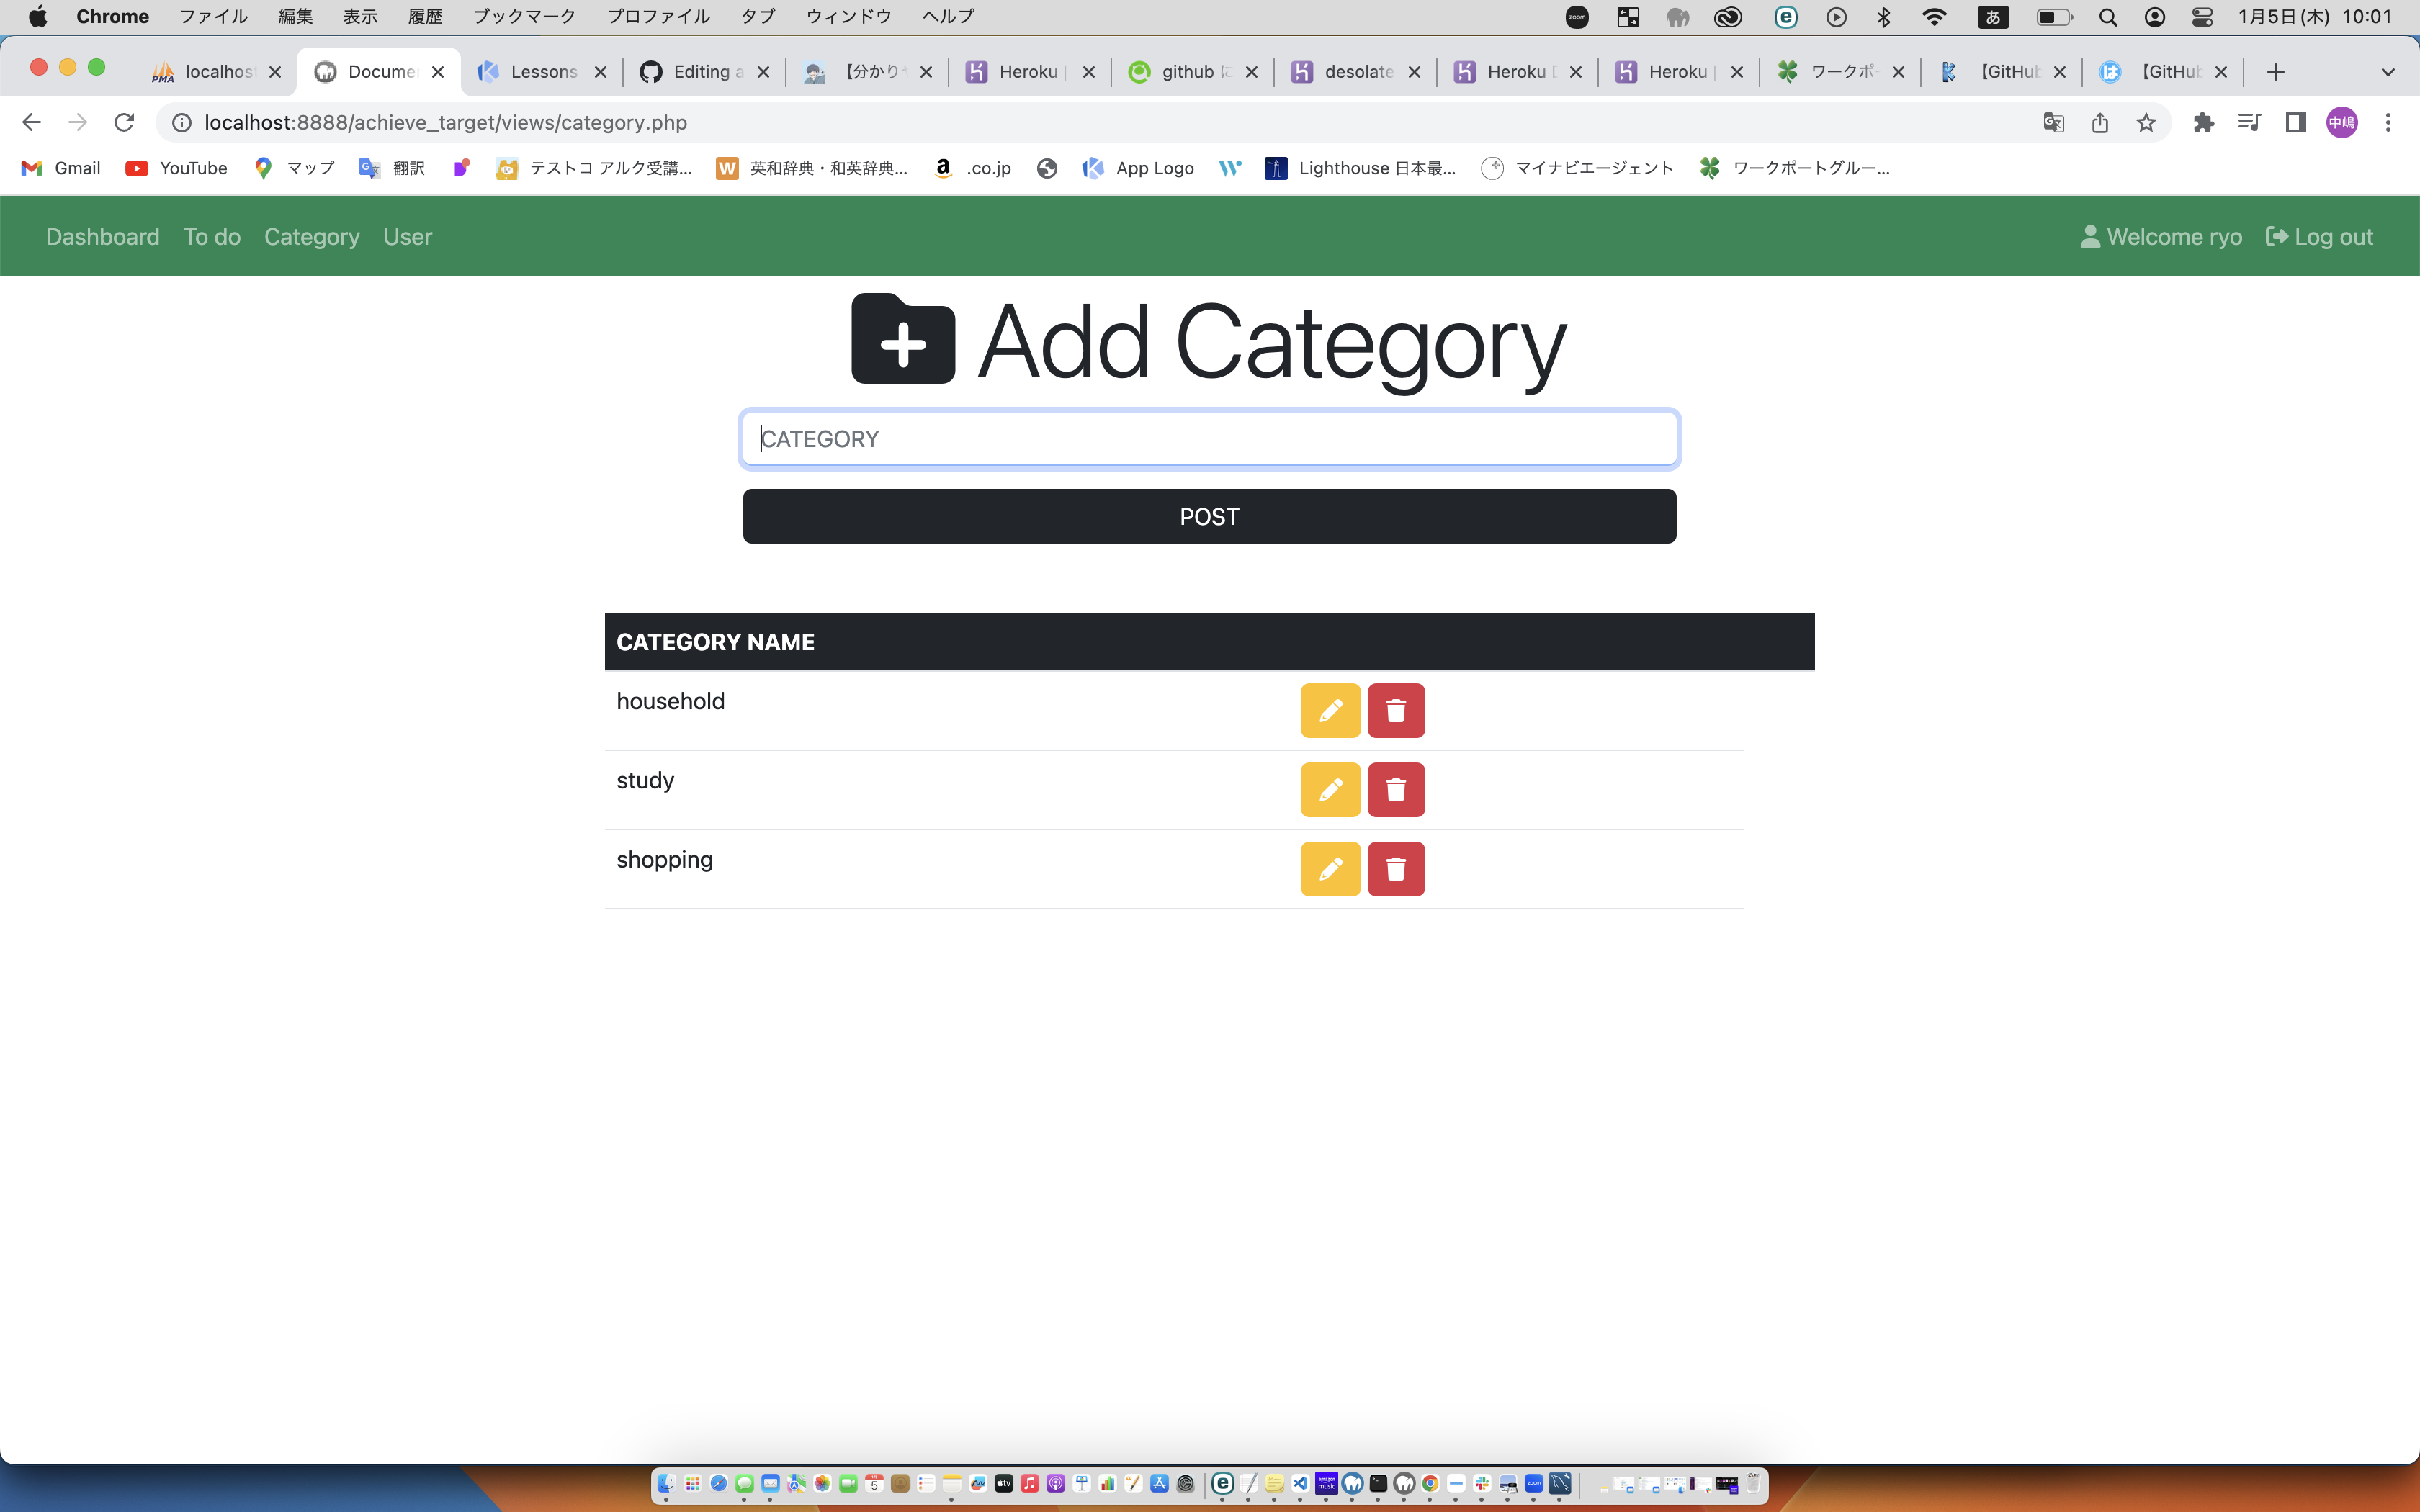 Chrome ファイル 編集 表示 履歴 ブックマーク プロファイル タブ ウィンドウ ヘルプ zoom あ 1月5日(木) 10:01
localhos Docume Lessons Editing a 【分かりや Heroku | github に desolate Heroku D Heroku | ワークポー 【GitHub 【GitHub
localhost:8888/achieve_target/views/category.php 中嶋
Gmail YouTube マップ 翻訳 テストコ アルク受講... 英和辞典・和英辞典... .co.jp App Logo Lighthouse 日本最... マイナビエージェント ワークポートグルー...
Dashboard To do Category User Welcome ryo Log out
Add Category
CATEGORY
POST
CATEGORY NAME
household
study
shopping